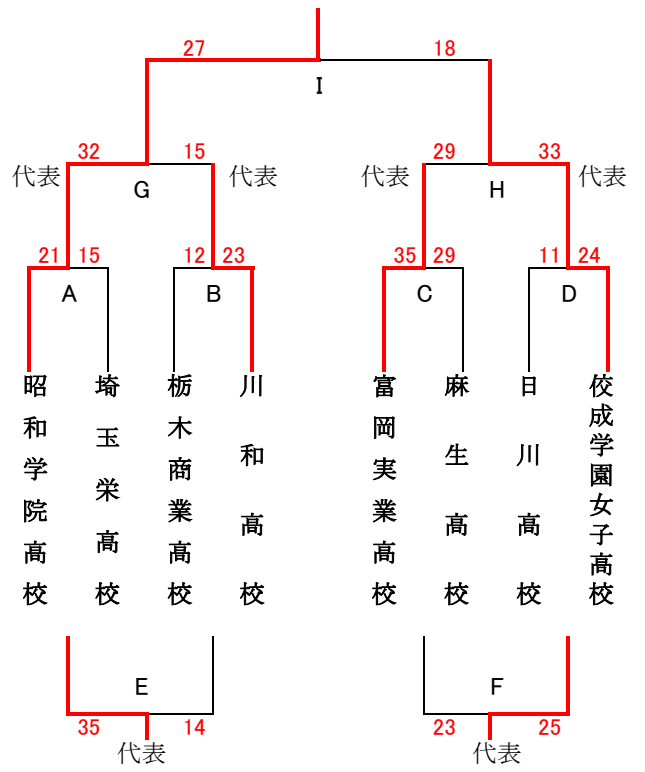 27 18
I
32 15 29 33
代表 代表 代表 代表
G H
21 15 12 23 35 29 11 24
A B C D
昭和学院高校
埼玉栄高校
栃木商業高校
川和高校
富岡実業高校
麻生高校
日川高校
佼成学園女子高校
E F
35 14 23 25
代表 代表